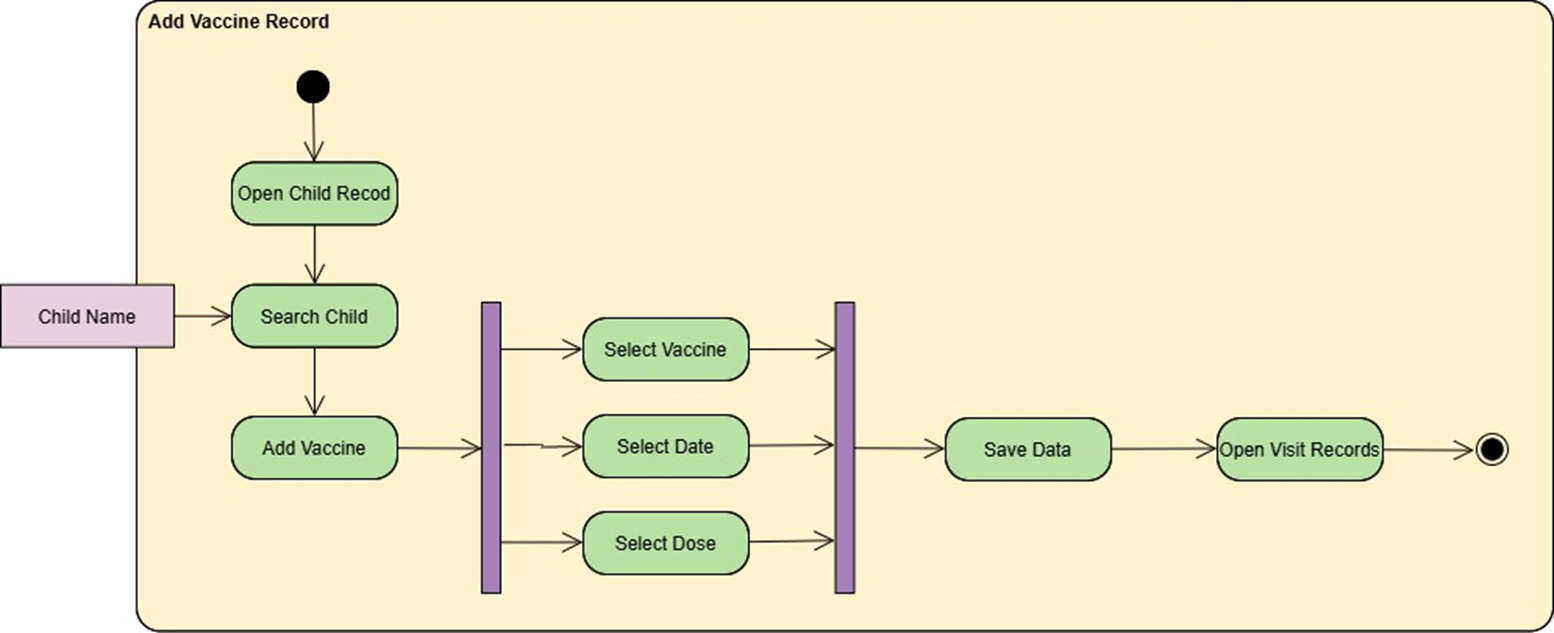 Add Vaccine Record
Open Child Recod
Child Name
Search Child
Add Vaccine
Select Vaccine
Select Date
Select Dose
Save Data
Open Visit Records